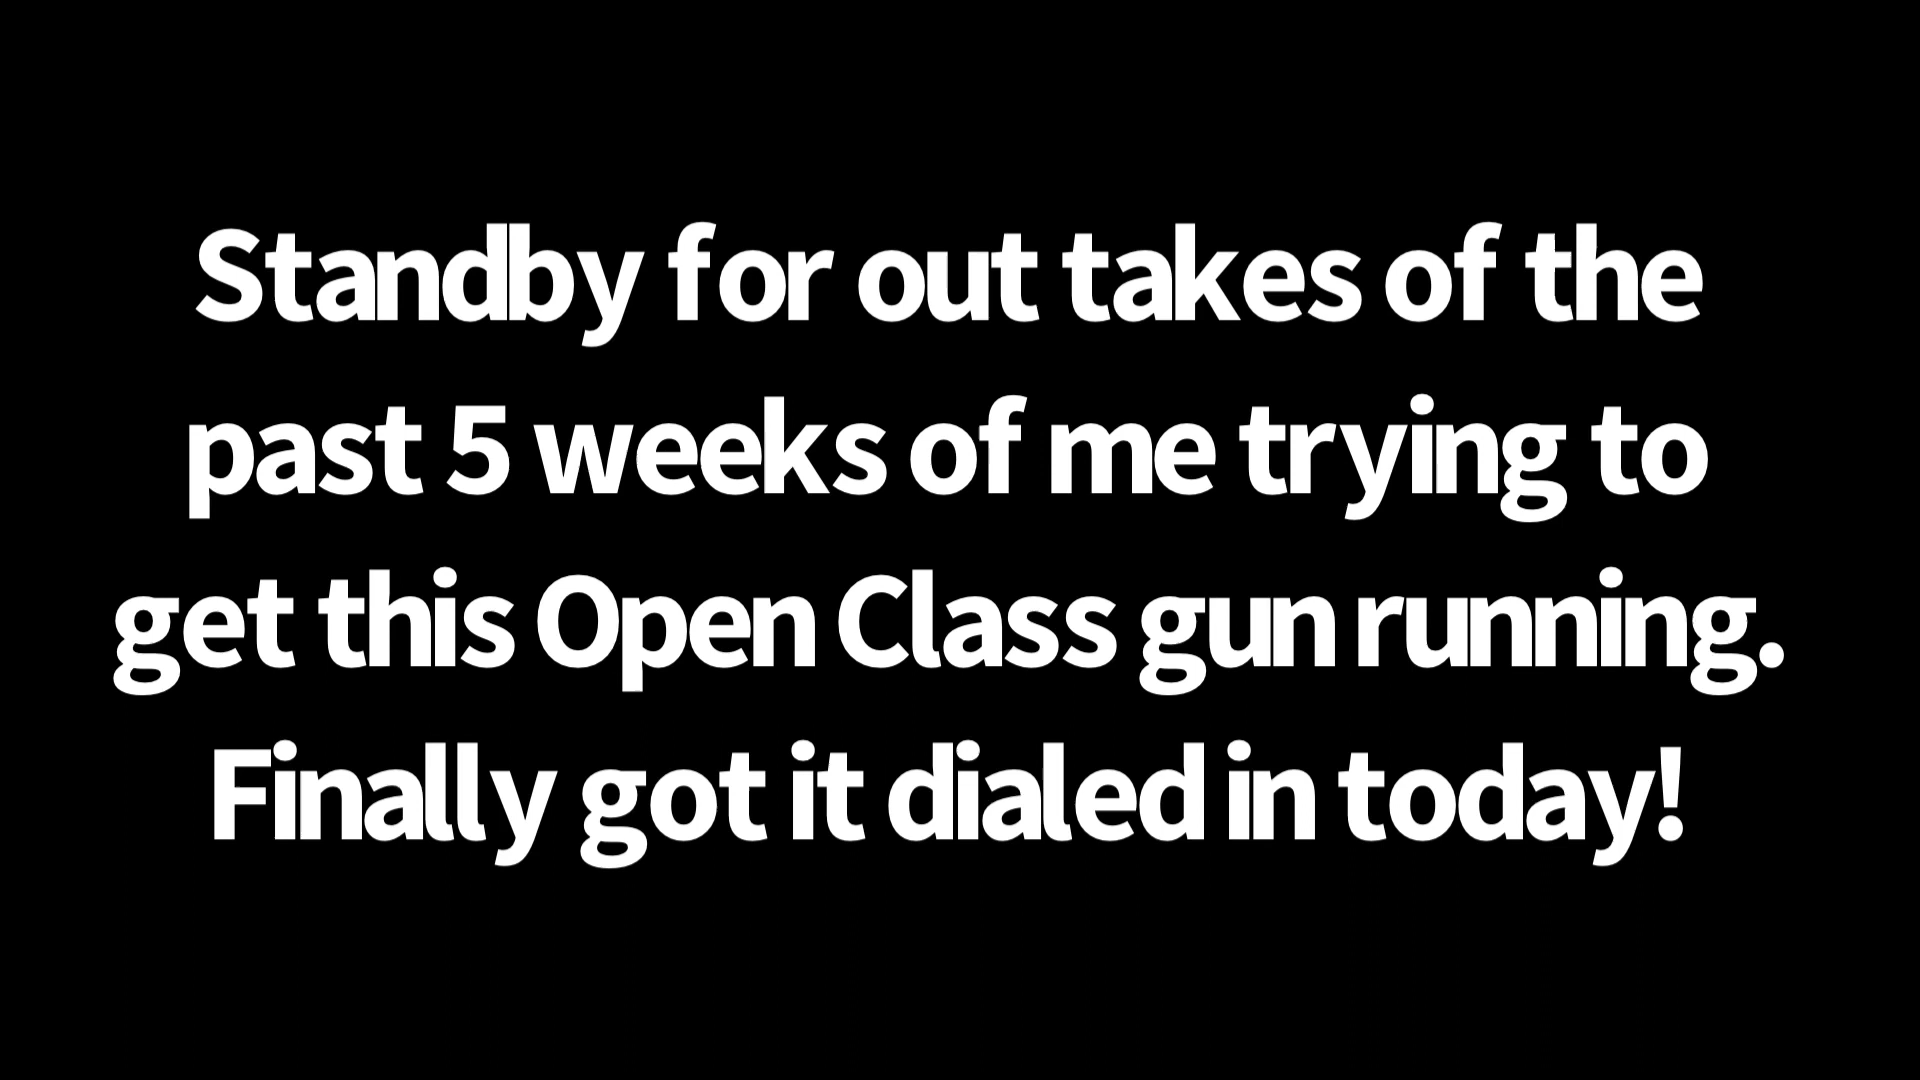 Standby for out takes of the
past 5 weeks of me trying to
get this Open Class gun running.
Finally got it dialed in today!